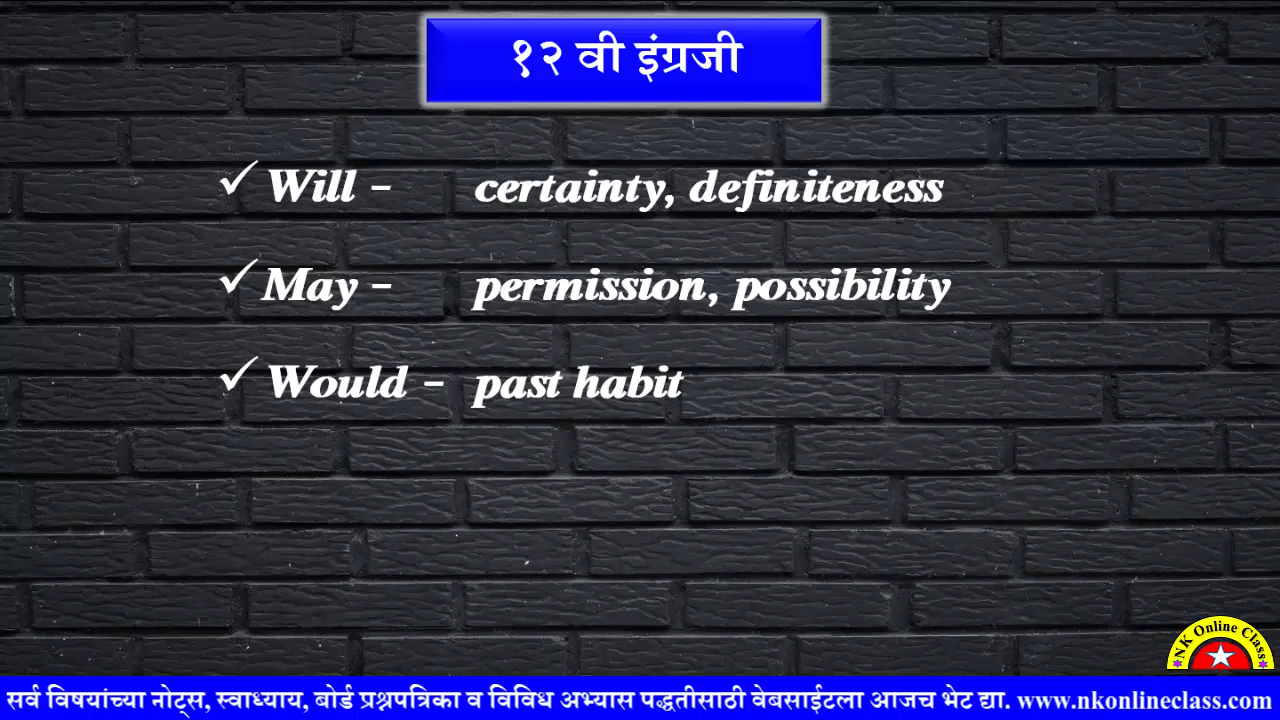 १२ वी इंग्रजी
✓ Will – certainty, definiteness
✓ May – permission, possibility
✓ Would – past habit
NK Online Class
सर्व विषयांच्या नोट्स, स्वाध्याय, बोर्ड प्रश्नपत्रिका व विविध अभ्यास पद्धतीसाठी वेबसाईटला आजच भेट द्या. www.nkonlineclass.com